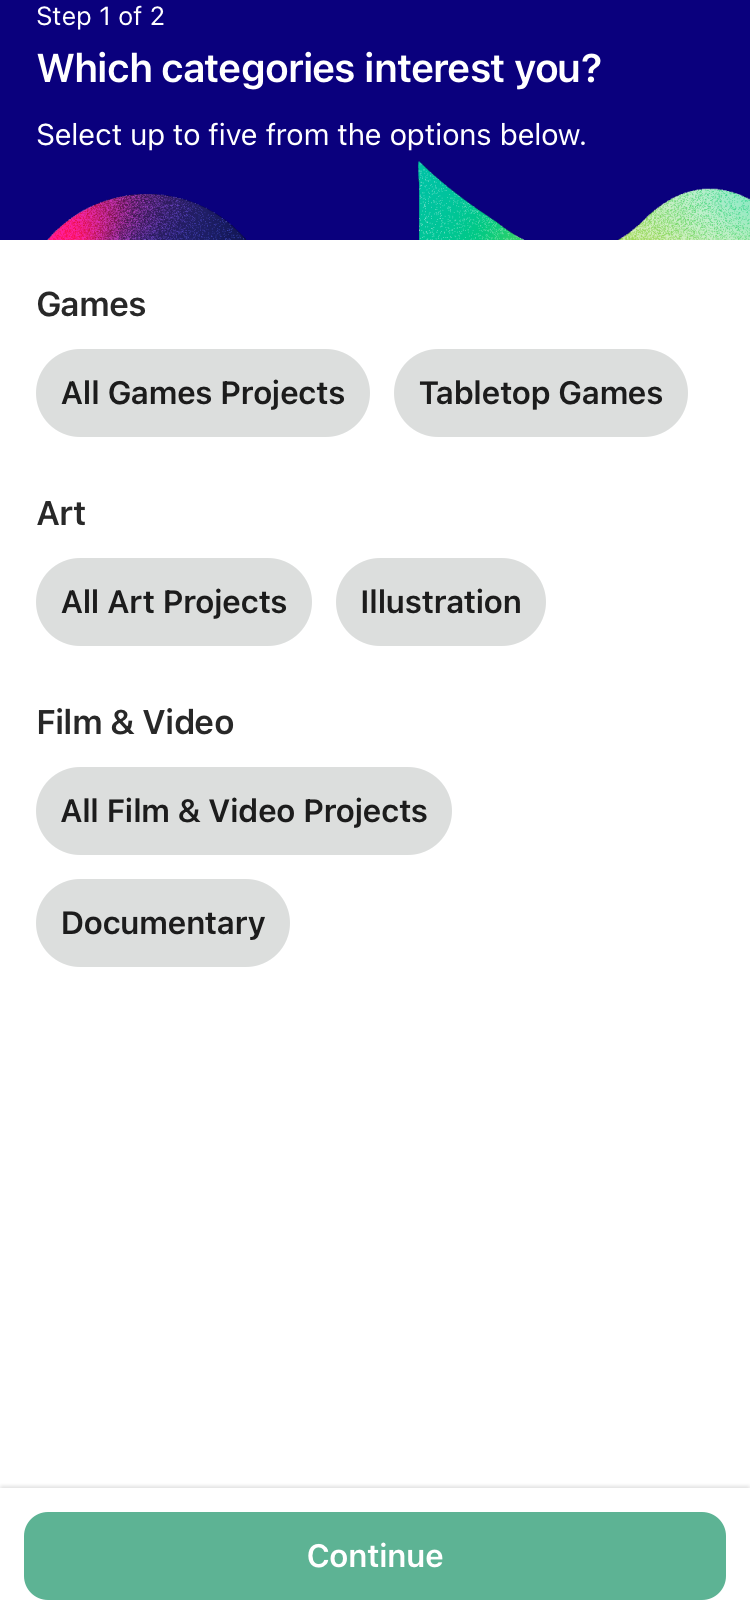 Step 1 of 2
Which categories interest you?
Select up to five from the options below.
Games
All Games Projects
Tabletop Games
Art
All Art Projects
Illustration
Film & Video
All Film & Video Projects
Documentary
Continue